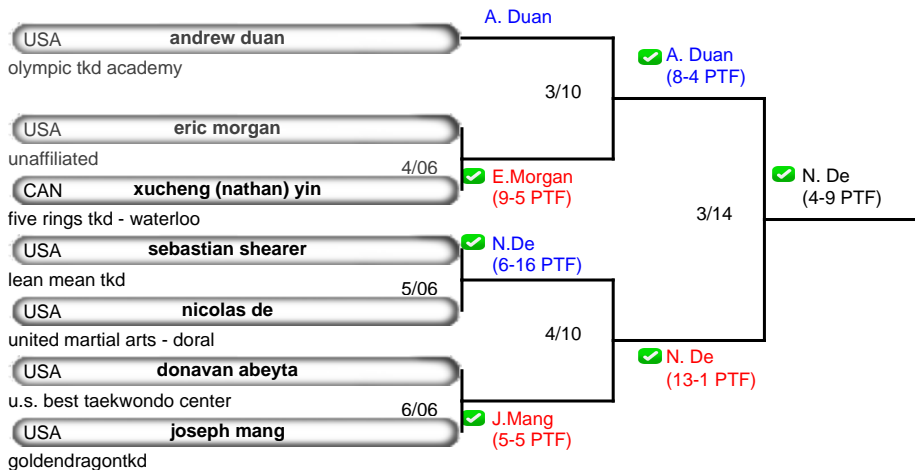 A. Duan
USA andrew duan
olympic tkd academy
A. Duan
(8-4 PTF)
3/10
USA eric morgan
unaffiliated
4/06
E.Morgan
(9-5 PTF)
CAN xucheng (nathan) yin
five rings tkd - waterloo
N. De
(4-9 PTF)
3/14
USA sebastian shearer
lean mean tkd
N.De
(6-16 PTF)
5/06
USA nicolas de
united martial arts - doral
4/10
N. De
(13-1 PTF)
USA donavan abeyta
u.s. best taekwondo center
6/06
J.Mang
(5-5 PTF)
USA joseph mang
goldendragontkd